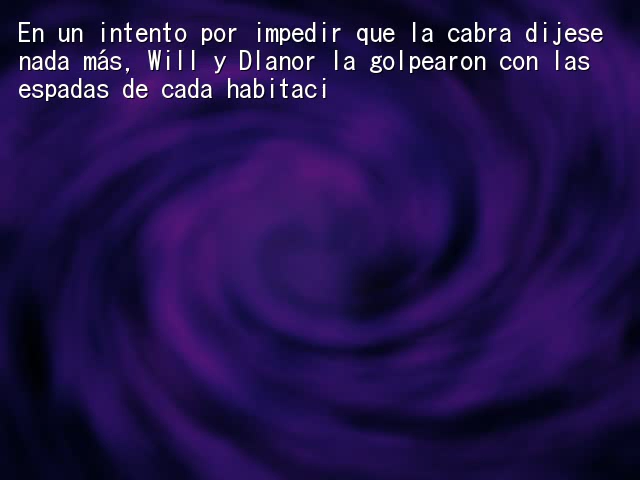 En un intento por impedir que la cabra dijese
nada más, Will y Dlanor la golpearon con las
espadas de cada habitaci